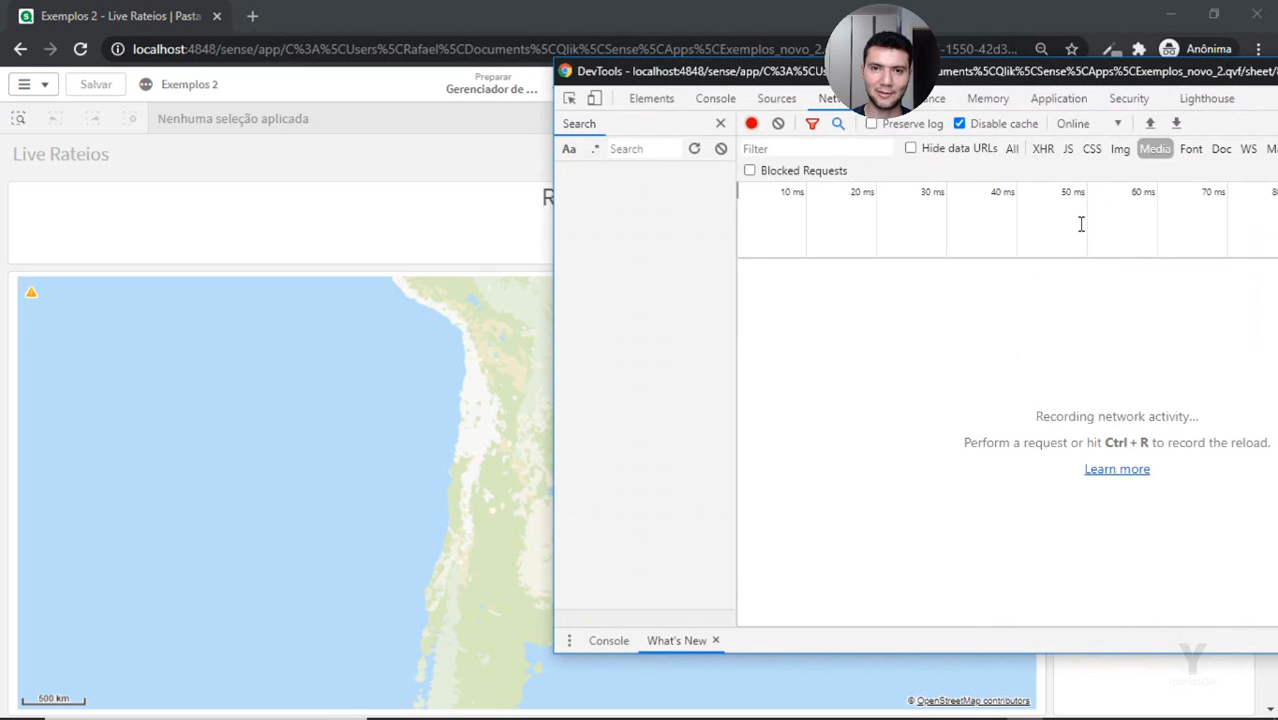 Exemplos 2 - Live Rateios | Pasta
localhost:4848/sense/app/C%3A%5CUsers%5CRafael%5CDocuments%5CQlik%5CSense%5CApps%5CExemplos_novo_2.
-1550-42d3...
Anônima
Salvar
Exemplos 2
Preparar
Gerenciador de ...
Nenhuma seleção aplicada
Live Rateios
R
500 km
© OpenStreetMap contributors
DevTools - localhost:4848/sense/app/C%3A%5CUs
uments%5CQlik%5CSense%5CApps%5CExemplos_novo_2.qvf/sheet/
Elements Console Sources Netw ance Memory Application Security Lighthouse
Search
Preserve log Disable cache Online
Aa .* Search
Filter Hide data URLs All XHR JS CSS Img Media Font Doc WS Ma
Blocked Requests
10 ms 20 ms 30 ms 40 ms 50 ms 60 ms 70 ms 8
Recording network activity...
Perform a request or hit Ctrl + R to record the reload.
Learn more
Console What's New